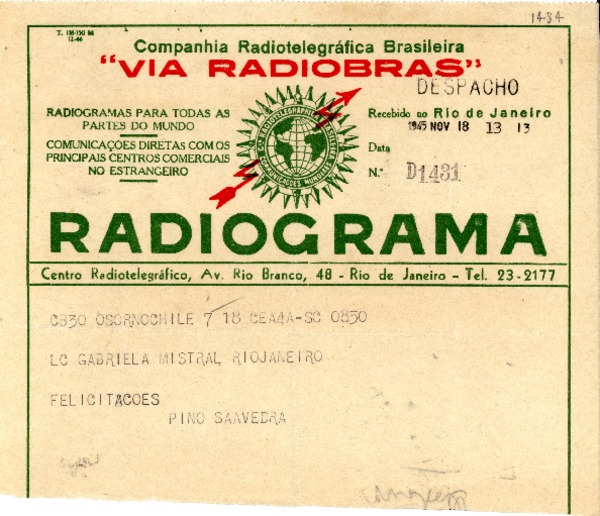 1434
T. 136-150 M
12-44
Companhia Radiotelegráfica Brasileira
"VIA RADIOBRAS"
DESPACHO
RADIOGRAMAS PARA TODAS AS
PARTES DO MUNDO
COMUNICAÇÕES DIRETAS COM OS
PRINCIPAIS CENTROS COMERCIAIS
NO ESTRANGEIRO
Recebido no Rio de Janeiro
1945 NOV 18 13 13
Data
N.º D1431
RADIOGRAMA
Centro Radiotelegráfico, Av. Rio Branco, 48 - Rio de Janeiro - Tel. 23-2177
CB30 OSORNOCHILE 7/18 CEA4A-SC 0850
LC GABRIELA MISTRAL RIOJANEIRO
FELICITACOES
PINO SAAVEDRA